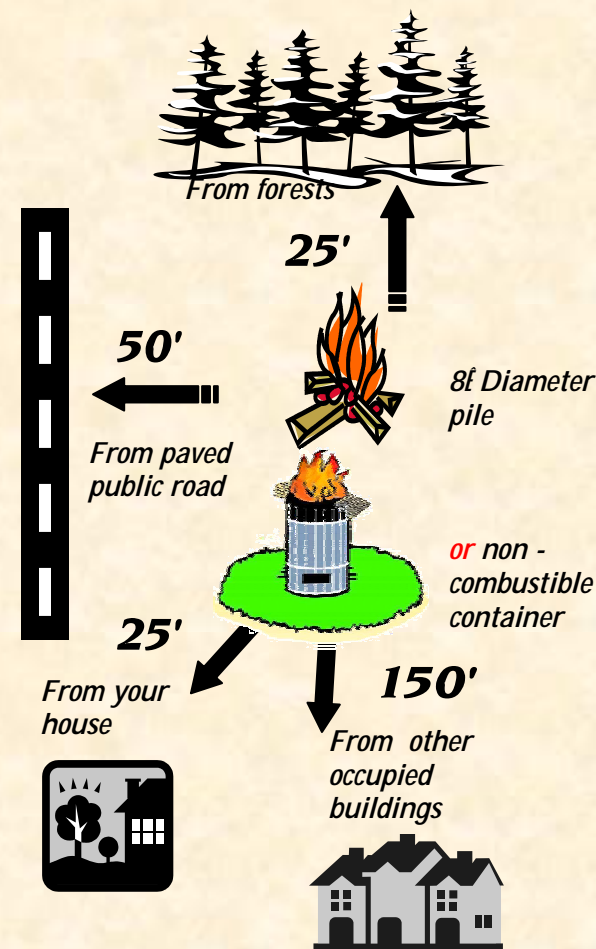 From forests
25'
50'
From paved
public road
8f' Diameter
pile
or non -
combustible
container
25'
From your
house
150'
From other
occupied
buildings